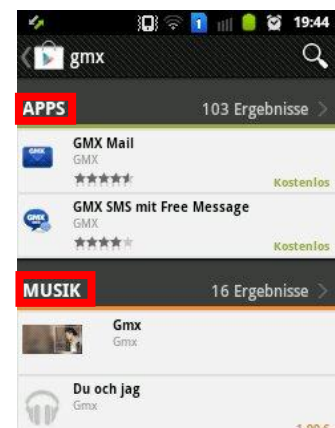 1 19:44
gmx
APPS 103 Ergebnisse
GMX Mail
GMX
Kostenlos
GMX SMS mit Free Message
GMX
Kostenlos
MUSIK 16 Ergebnisse
Gmx
Gmx
Du och jag
Gmx